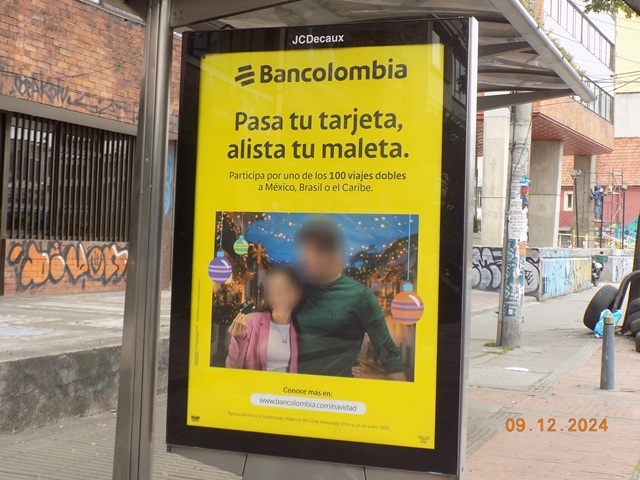 JCDecaux
Bancolombia
Pasa tu tarjeta,
alista tu maleta.
Participa por uno de los 100 viajes dobles
a México, Brasil o el Caribe.
Conoce más en:
www.bancolombia.com/navidad
09.12.2024